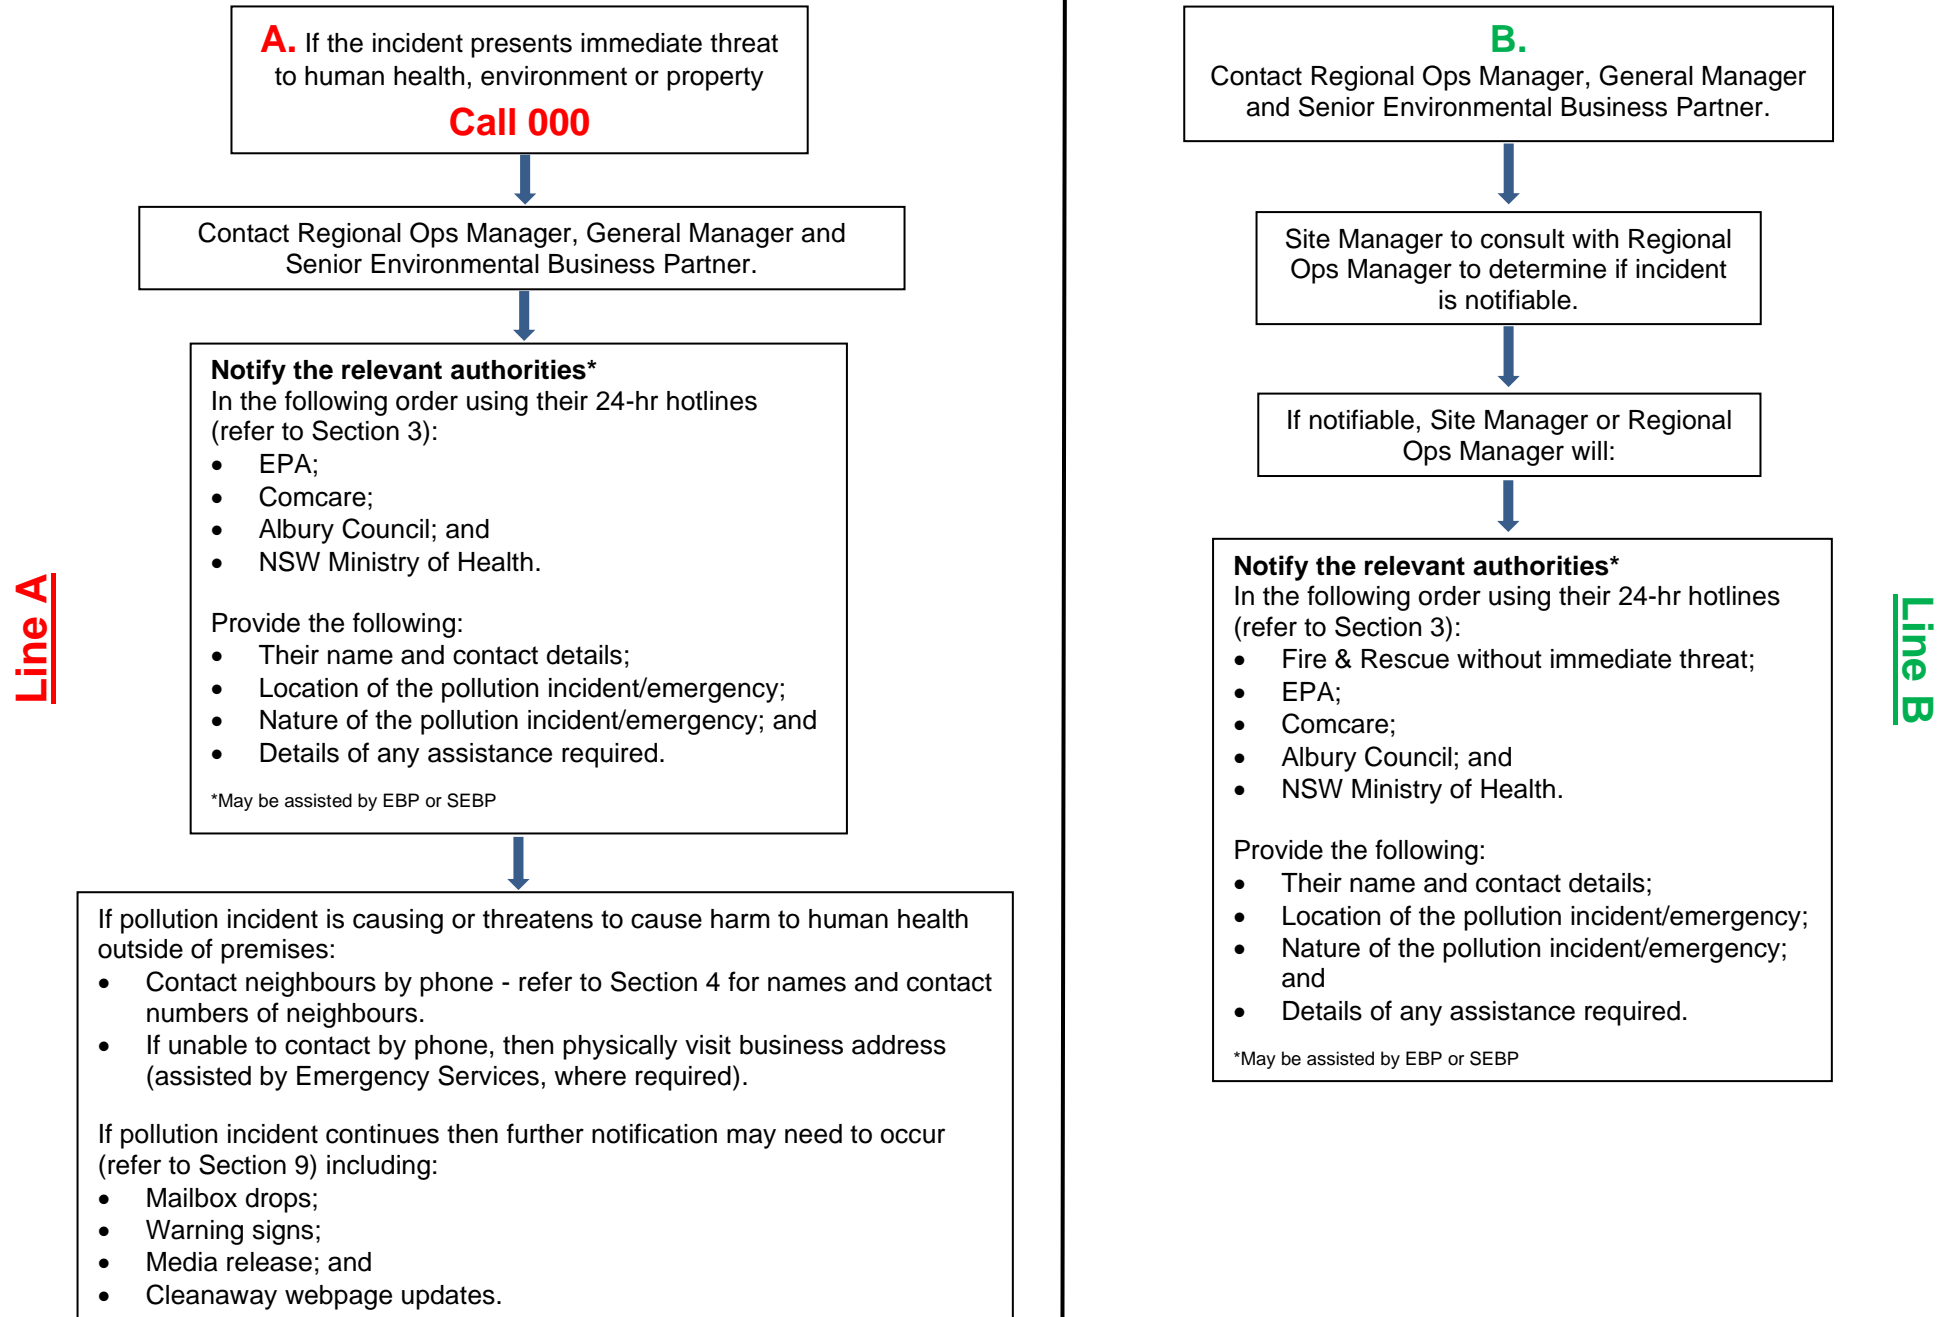 A. If the incident presents immediate threat
to human health, environment or property
Call 000
Contact Regional Ops Manager, General Manager and
Senior Environmental Business Partner.
Notify the relevant authorities*
In the following order using their 24-hr hotlines
(refer to Section 3):
• EPA;
• Comcare;
• Albury Council; and
• NSW Ministry of Health.
Provide the following:
• Their name and contact details;
• Location of the pollution incident/emergency;
• Nature of the pollution incident/emergency; and
• Details of any assistance required.
*May be assisted by EBP or SEBP
If pollution incident is causing or threatens to cause harm to human health
outside of premises:
• Contact neighbours by phone - refer to Section 4 for names and contact
numbers of neighbours.
• If unable to contact by phone, then physically visit business address
(assisted by Emergency Services, where required).
If pollution incident continues then further notification may need to occur
(refer to Section 9) including:
• Mailbox drops;
• Warning signs;
• Media release; and
• Cleanaway webpage updates.
Line A
B.
Contact Regional Ops Manager, General Manager
and Senior Environmental Business Partner.
Site Manager to consult with Regional
Ops Manager to determine if incident
is notifiable.
If notifiable, Site Manager or Regional
Ops Manager will:
Notify the relevant authorities*
In the following order using their 24-hr hotlines
(refer to Section 3):
• Fire & Rescue without immediate threat;
• EPA;
• Comcare;
• Albury Council; and
• NSW Ministry of Health.
Provide the following:
• Their name and contact details;
• Location of the pollution incident/emergency;
• Nature of the pollution incident/emergency;
and
• Details of any assistance required.
*May be assisted by EBP or SEBP
Line B